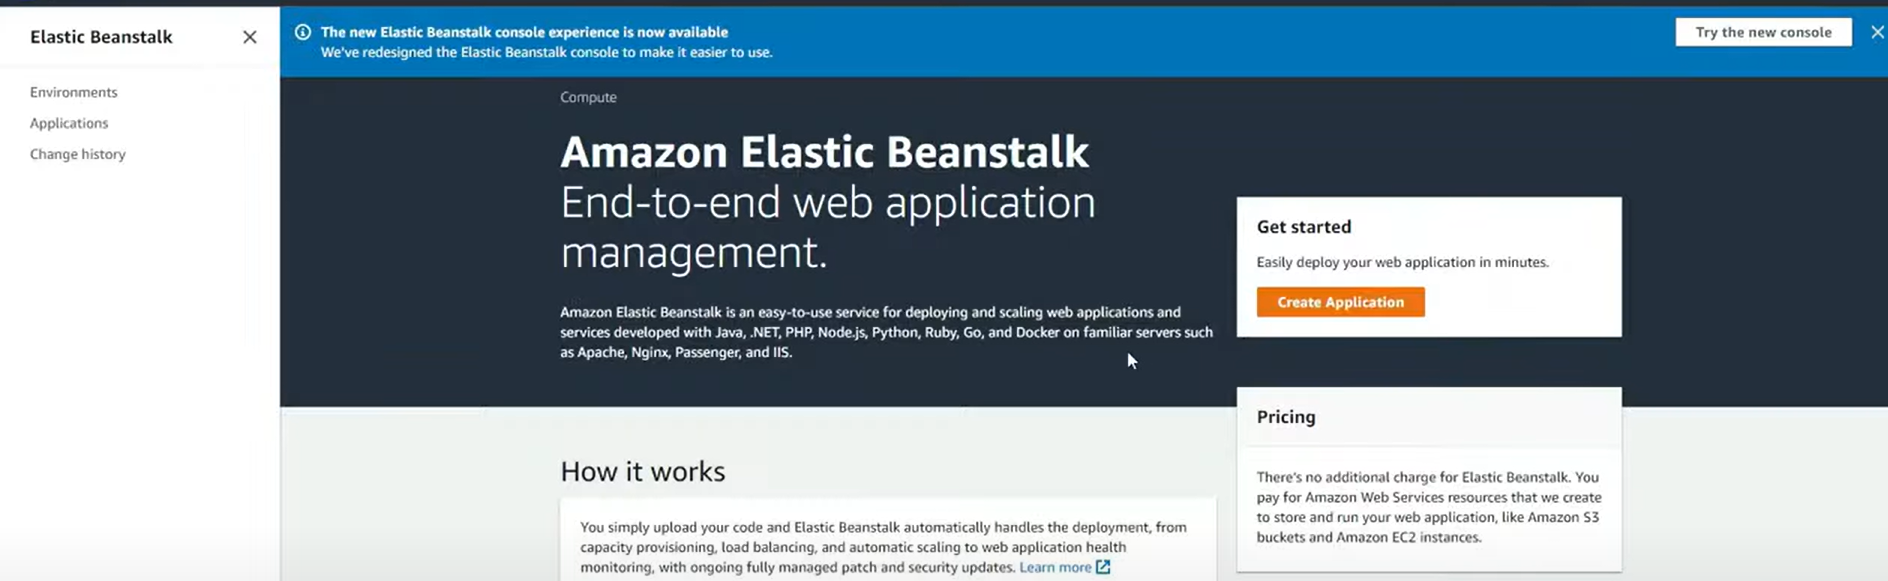 Elastic Beanstalk
Environments
Applications
Change history
The new Elastic Beanstalk console experience is now available
We've redesigned the Elastic Beanstalk console to make it easier to use.
Try the new console
Compute
Amazon Elastic Beanstalk
End-to-end web application
management.
Amazon Elastic Beanstalk is an easy-to-use service for deploying and scaling web applications and
services developed with Java, .NET, PHP, Node.js, Python, Ruby, Go, and Docker on familiar servers such
as Apache, Nginx, Passenger, and IIS.
Get started
Easily deploy your web application in minutes.
Create Application
Pricing
There's no additional charge for Elastic Beanstalk. You
pay for Amazon Web Services resources that we create
to store and run your web application, like Amazon S3
buckets and Amazon EC2 instances.
How it works
You simply upload your code and Elastic Beanstalk automatically handles the deployment, from
capacity provisioning, load balancing, and automatic scaling to web application health
monitoring, with ongoing fully managed patch and security updates. Learn more